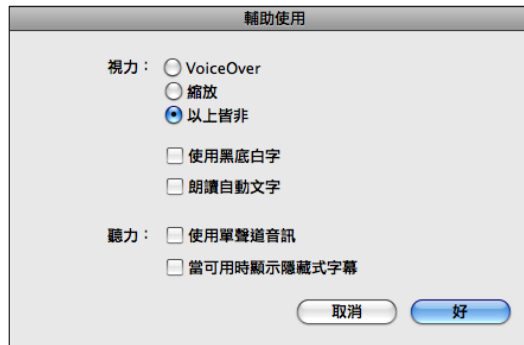 輔助使用
視力： VoiceOver
縮放
以上皆非
使用黑底白字
朗讀自動文字
聽力： 使用單聲道音訊
當可用時顯示隱藏式字幕
取消 好